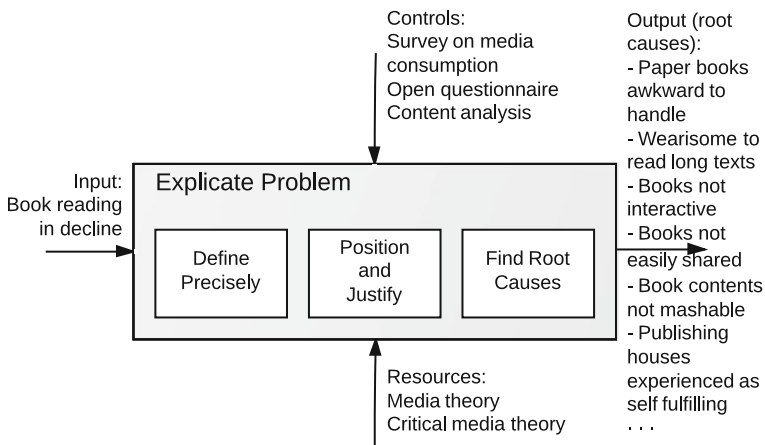 Controls:
Survey on media
consumption
Open questionnaire
Content analysis
Output (root
causes):
- Paper books
awkward to
handle
- Wearisome to
read long texts
- Books not
interactive
- Books not
easily shared
- Book contents
not mashable
- Publishing
houses
experienced as
self fulfilling
. . .
Input:
Book reading
in decline
Explicate Problem
Define
Precisely
Position
and
Justify
Find Root
Causes
Resources:
Media theory
Critical media theory